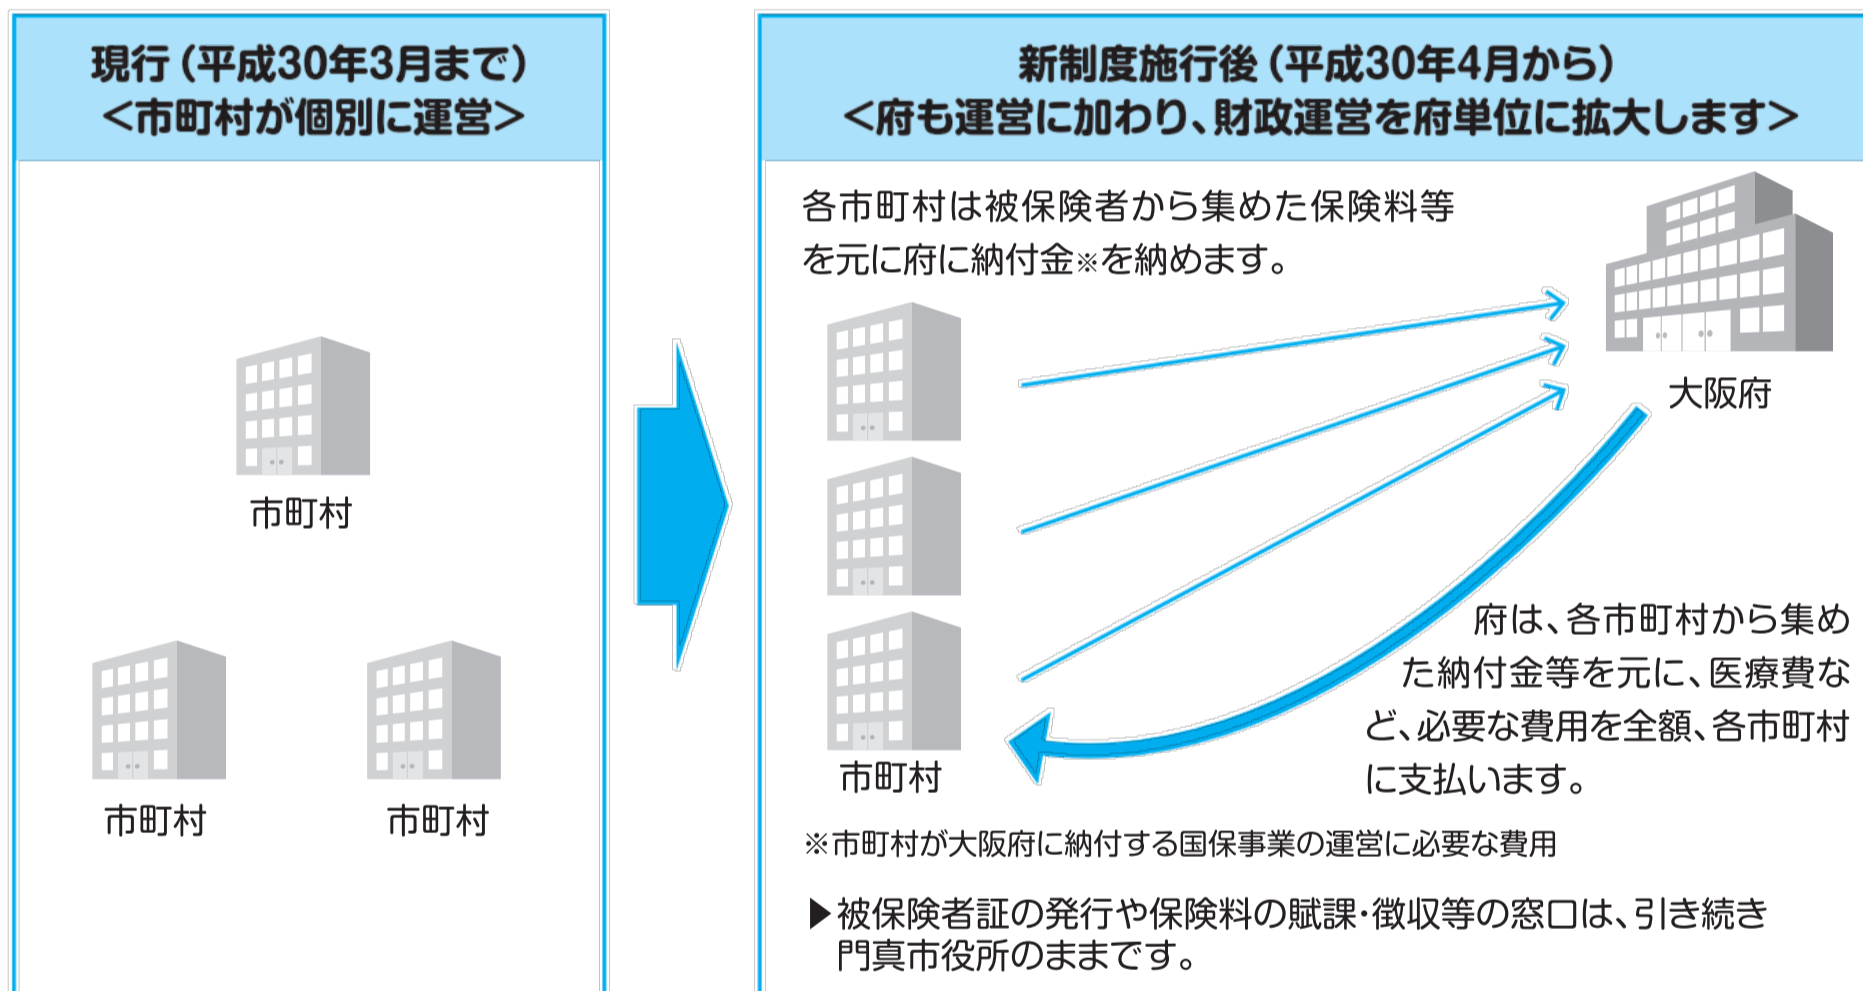 現行（平成30年3月まで）
＜市町村が個別に運営＞
市町村
市町村
市町村
新制度施行後（平成30年4月から）
＜府も運営に加わり、財政運営を府単位に拡大します＞
各市町村は被保険者から集めた保険料等
を元に府に納付金※を納めます。
大阪府
市町村
府は、各市町村から集め
た納付金等を元に、医療費な
ど、必要な費用を全額、各市町村
に支払います。
※市町村が大阪府に納付する国保事業の運営に必要な費用
▶被保険者証の発行や保険料の賦課・徴収等の窓口は、引き続き
門真市役所のままです。